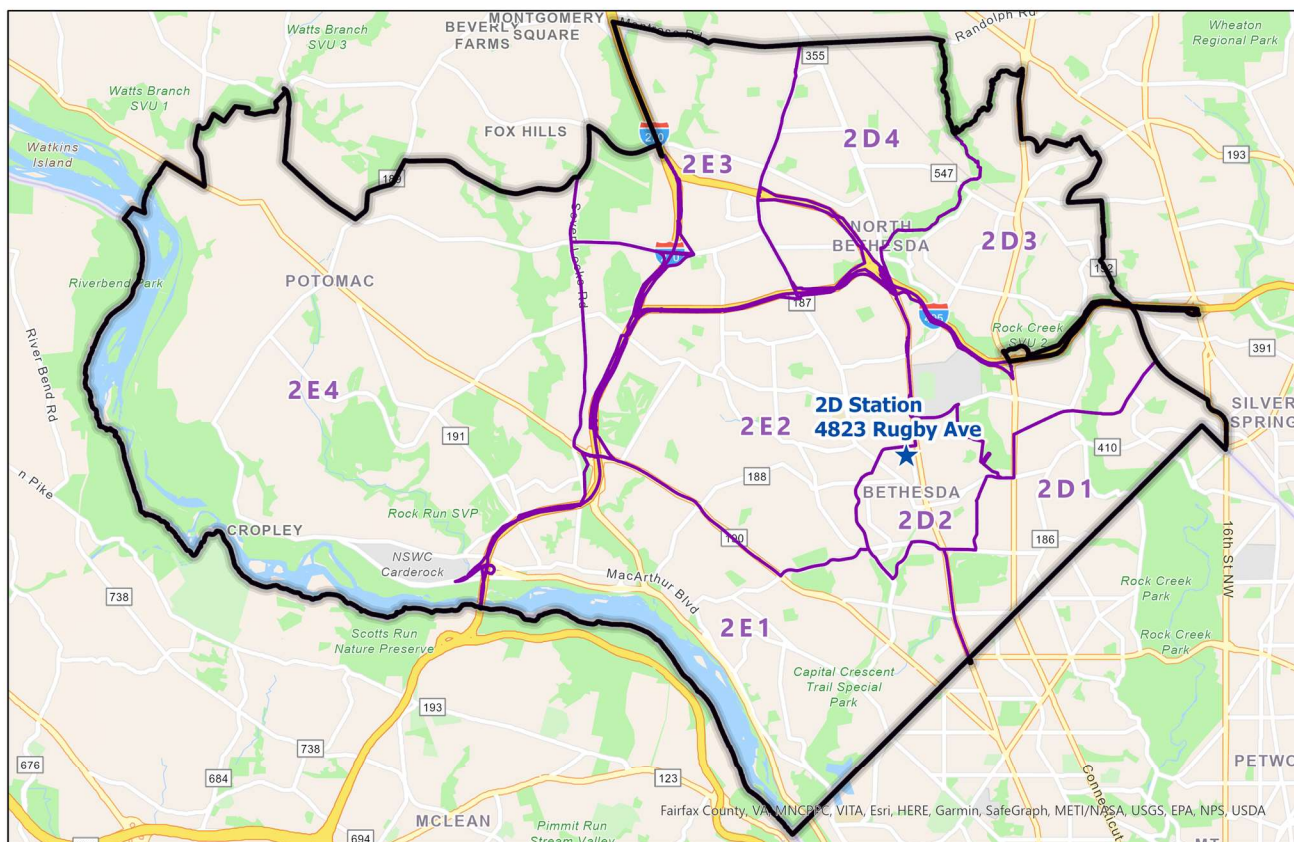 MONTGOMERY
SQUARE
BEVERLY
FARMS
Randolph Rd
Wheaton
Regional Park
Watts Branch
SVU 3
Watts Branch
SVU 1
355
FOX HILLS
Watkins
Island
2D4
193
2E3
547
189
NORTH
BETHESDA
2D3
192
Riverbend Park
POTOMAC
Seven Locks Rd
187
Rock Creek
SVU 2
391
River Bend Rd
2E4
2D Station
4823 Rugby Ave
SILVER
SPRING
2E2
191
410
188
n Pike
BETHESDA
2D1
Rock Run SVP
2D2
CROPLEY
190
186
16th St NW
NSWC
Carderock
MacArthur Blvd
738
Rock Creek
Park
2E1
Scotts Run
Nature Preserve
Rock Creek
Park
Capital Crescent
Trail Special
Park
193
738
676
684
123
PETWO
Connecticut
694
MCLEAN
Pimmit Run
Stream Valley
Fairfax County, VA, MNCPPC, VITA, Esri, HERE, Garmin, SafeGraph, METI/NASA, USGS, EPA, NPS, USDA
MT